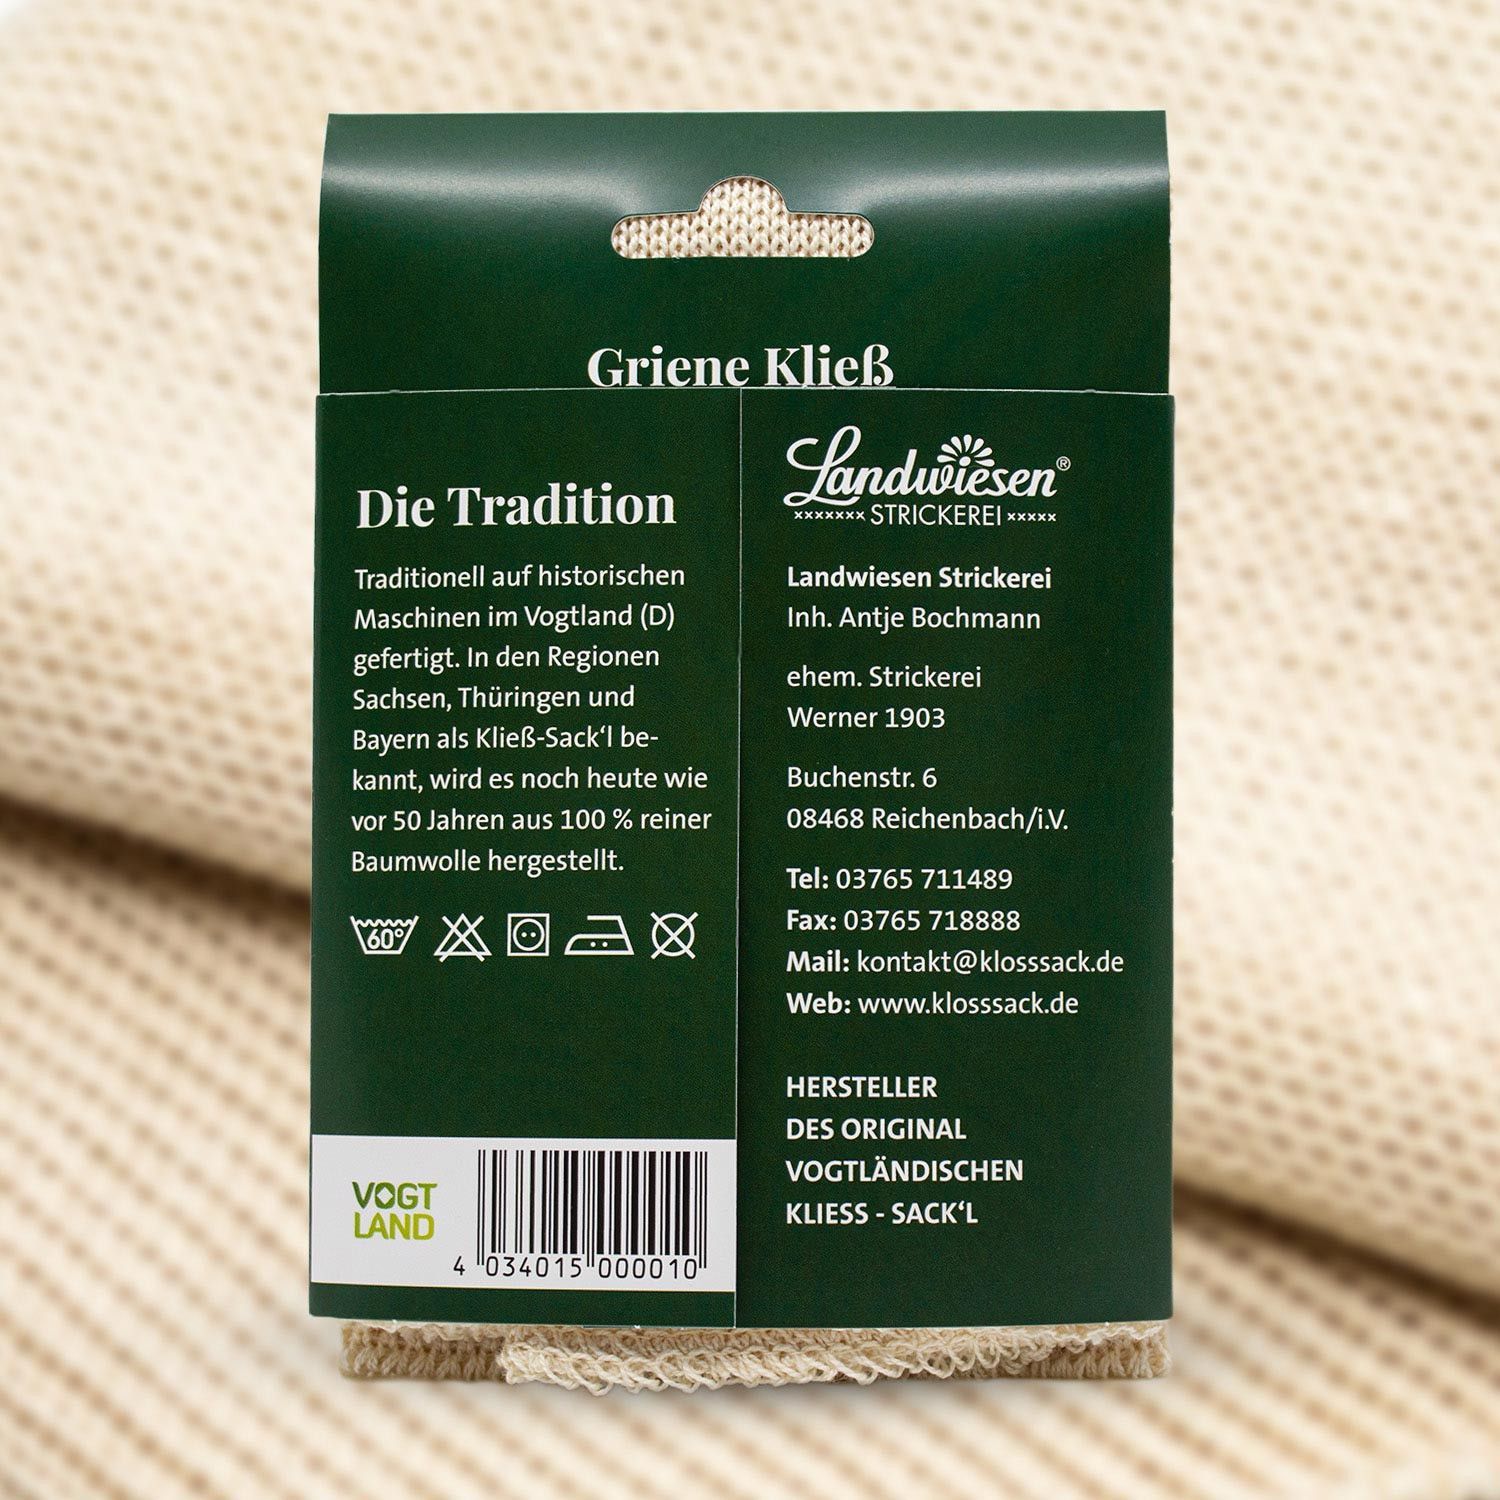 Griene Kließ
Die Tradition
Traditionell auf historischen
Maschinen im Vogtland (D)
gefertigt. In den Regionen
Sachsen, Thüringen und
Bayern als Kließ-Sack‘l be-
kannt, wird es noch heute wie
vor 50 Jahren aus 100 % reiner
Baumwolle hergestellt.
60°
VOGT
LAND
4 034015 000010
Landwiesen®
STRICKEREI
Landwiesen Strickerei
Inh. Antje Bochmann
ehem. Strickerei
Werner 1903
Buchenstr. 6
08468 Reichenbach/i.V.
Tel: 03765 711489
Fax: 03765 718888
Mail: kontakt@klosssack.de
Web: www.klosssack.de
HERSTELLER
DES ORIGINAL
VOGTLÄNDISCHEN
KLIESS - SACK‘L